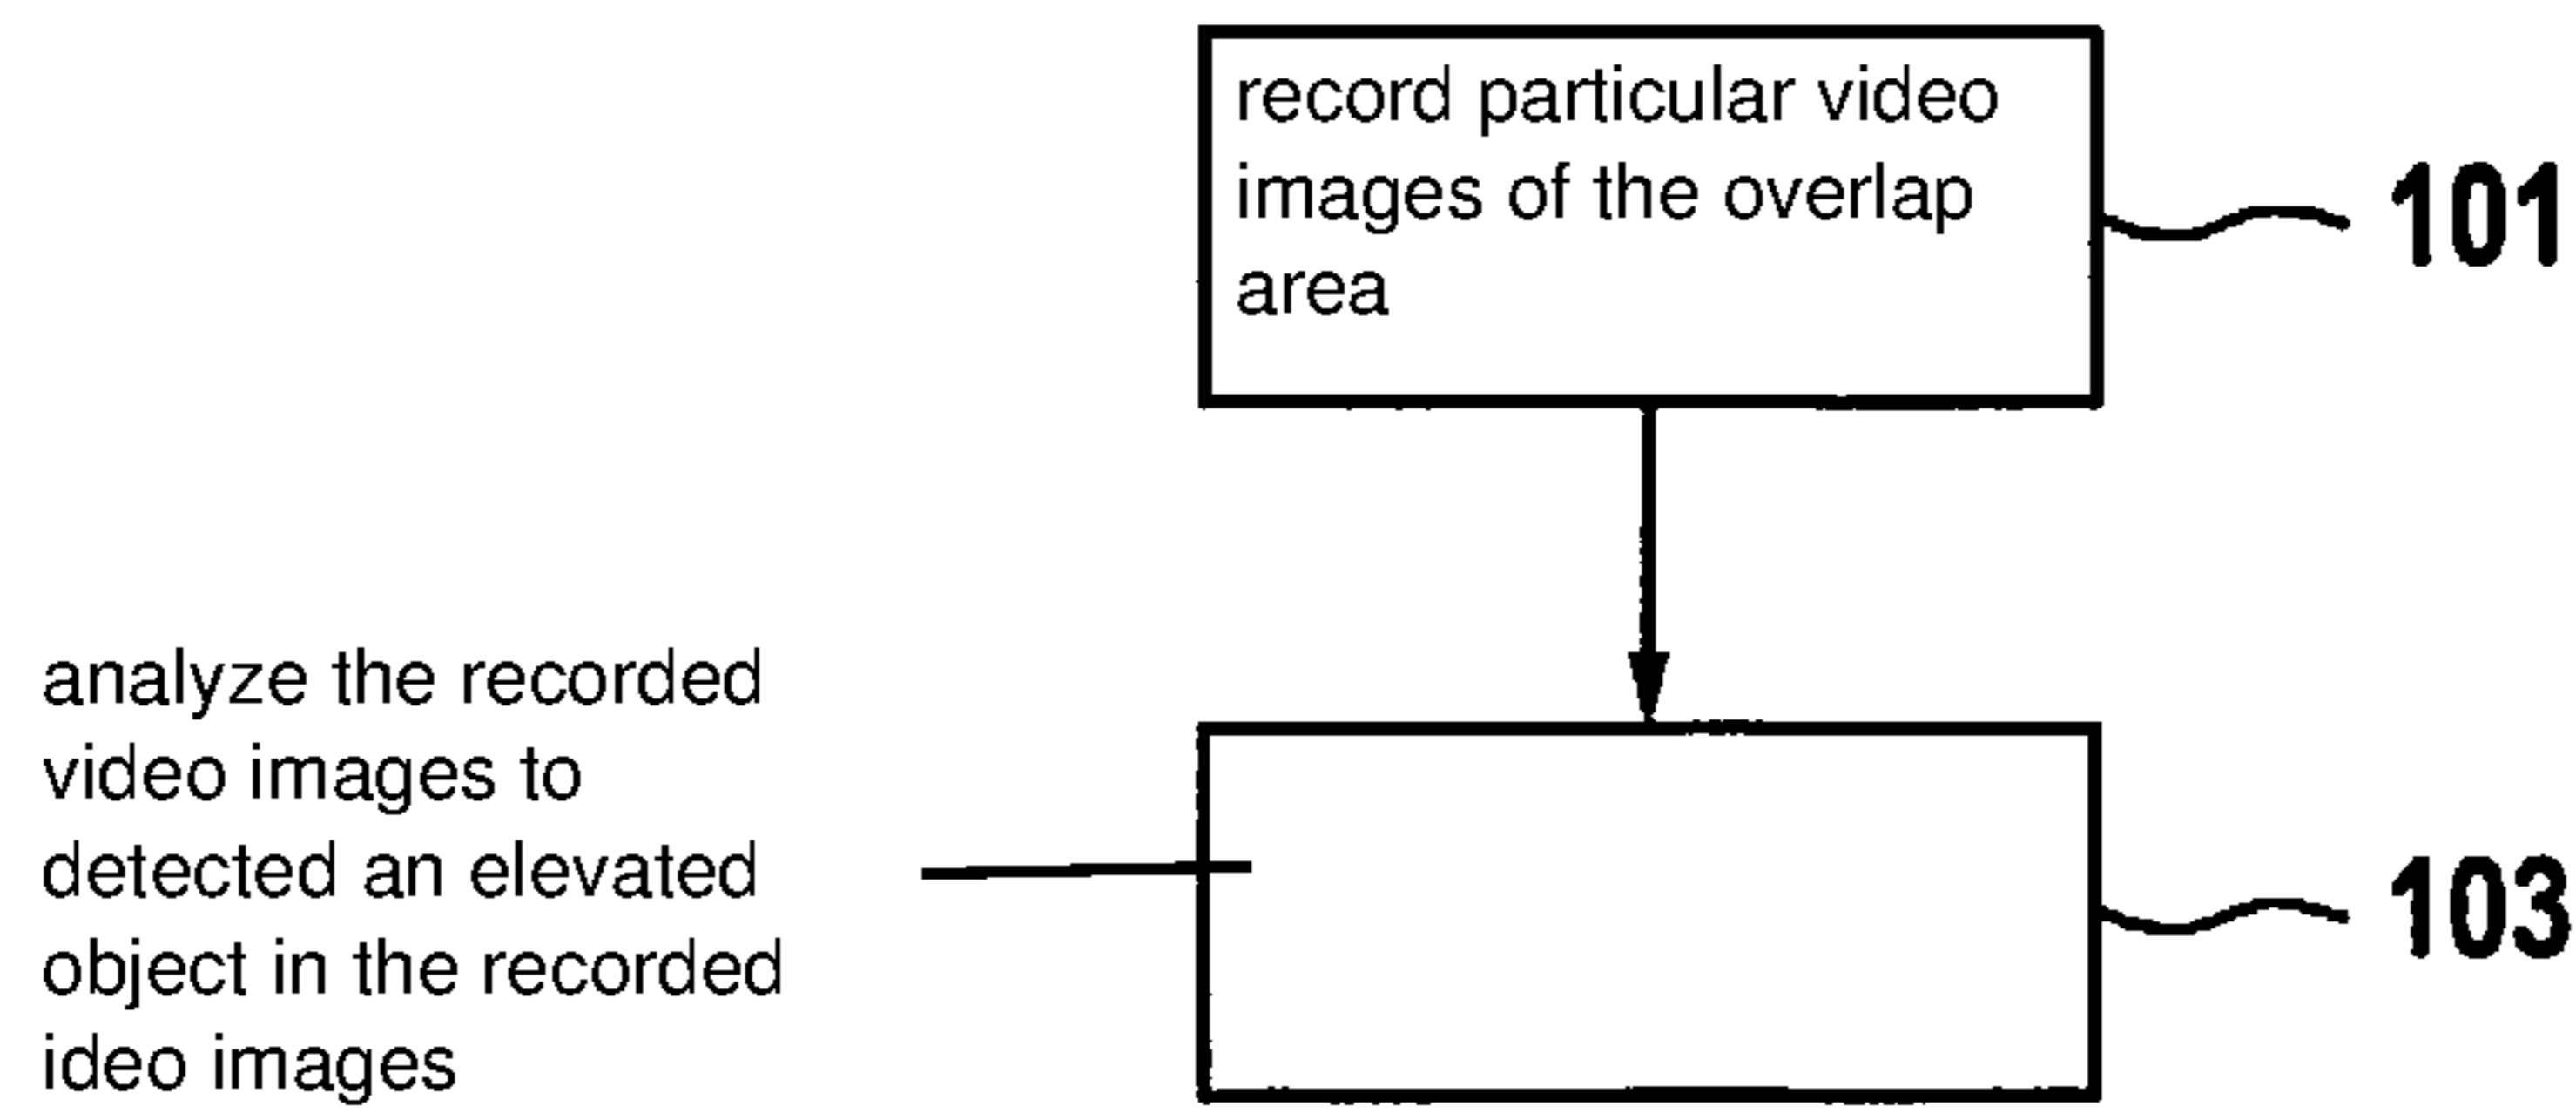 record particular video
images of the overlap
area
101
analyze the recorded
video images to
detected an elevated
object in the recorded
ideo images
103